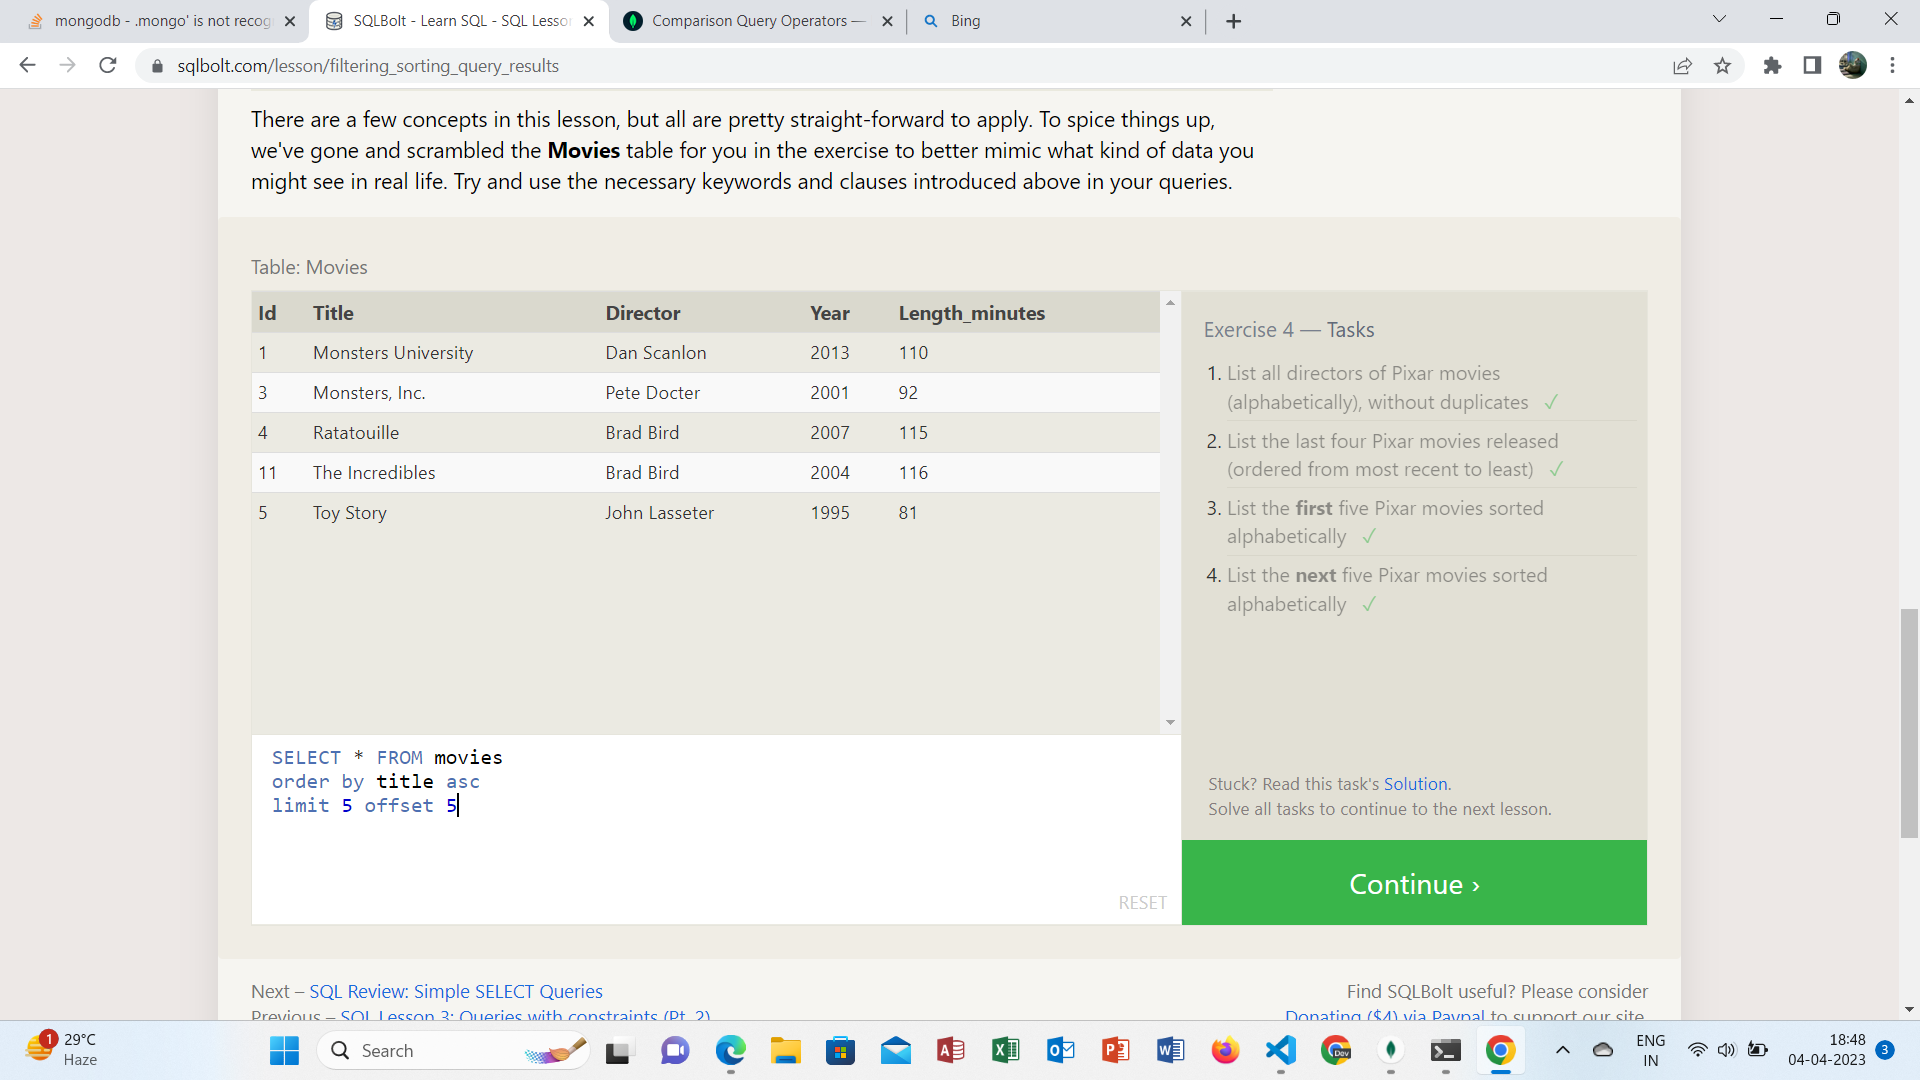 mongodb - .mongo' is not recog
SQLBolt - Learn SQL - SQL Lesson
Comparison Query Operators —
Bing
sqlbolt.com/lesson/filtering_sorting_query_results
There are a few concepts in this lesson, but all are pretty straight-forward to apply. To spice things up,
we've gone and scrambled the Movies table for you in the exercise to better mimic what kind of data you
might see in real life. Try and use the necessary keywords and clauses introduced above in your queries.
Table: Movies
Id Title Director Year Length_minutes
1 Monsters University Dan Scanlon 2013 110
3 Monsters, Inc. Pete Docter 2001 92
4 Ratatouille Brad Bird 2007 115
11 The Incredibles Brad Bird 2004 116
5 Toy Story John Lasseter 1995 81
SELECT * FROM movies
order by title asc
limit 5 offset 5
RESET
Exercise 4 — Tasks
1. List all directors of Pixar movies
(alphabetically), without duplicates ✓
2. List the last four Pixar movies released
(ordered from most recent to least) ✓
3. List the first five Pixar movies sorted
alphabetically ✓
4. List the next five Pixar movies sorted
alphabetically ✓
Stuck? Read this task's Solution.
Solve all tasks to continue to the next lesson.
Continue ›
Next – SQL Review: Simple SELECT Queries
Previous – SQL Lesson 3: Queries with constraints (Pt. 2)
Find SQLBolt useful? Please consider
Donating ($4) via Paypal to support our site.
1
29°C
Haze
Search
Dev
ENG
IN
18:48
04-04-2023
3